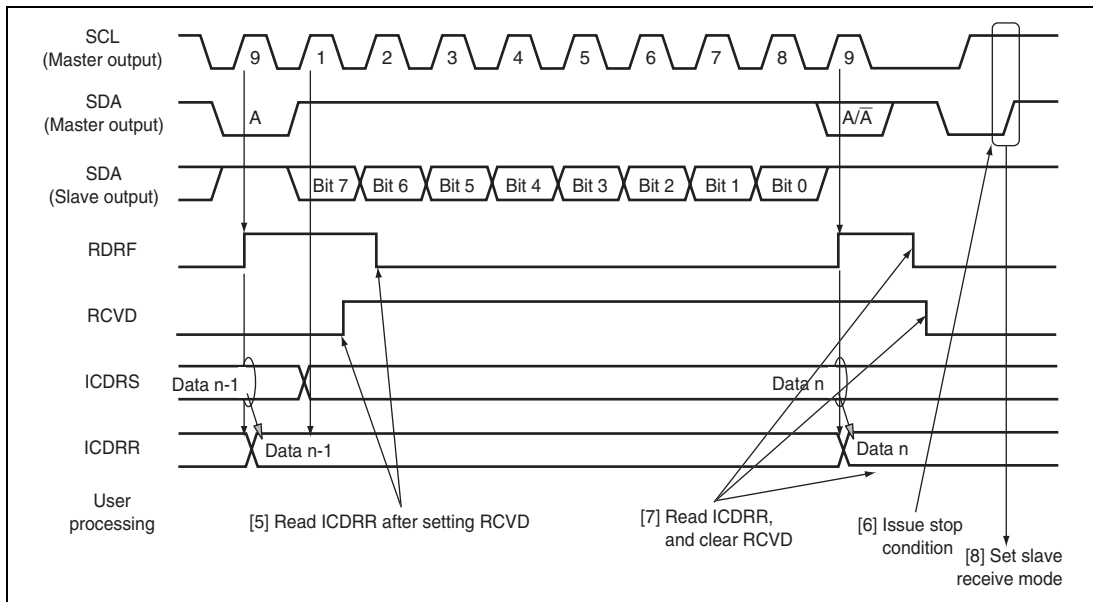 SCL
(Master output)
9 1 2 3 4 5 6 7 8 9
SDA
(Master output)
A A/A̅
SDA
(Slave output)
Bit 7 Bit 6 Bit 5 Bit 4 Bit 3 Bit 2 Bit 1 Bit 0
RDRF
RCVD
ICDRS
Data n-1 Data n
ICDRR
Data n-1 Data n
User
processing
[5] Read ICDRR after setting RCVD
[7] Read ICDRR,
and clear RCVD
[6] Issue stop
condition
[8] Set slave
receive mode